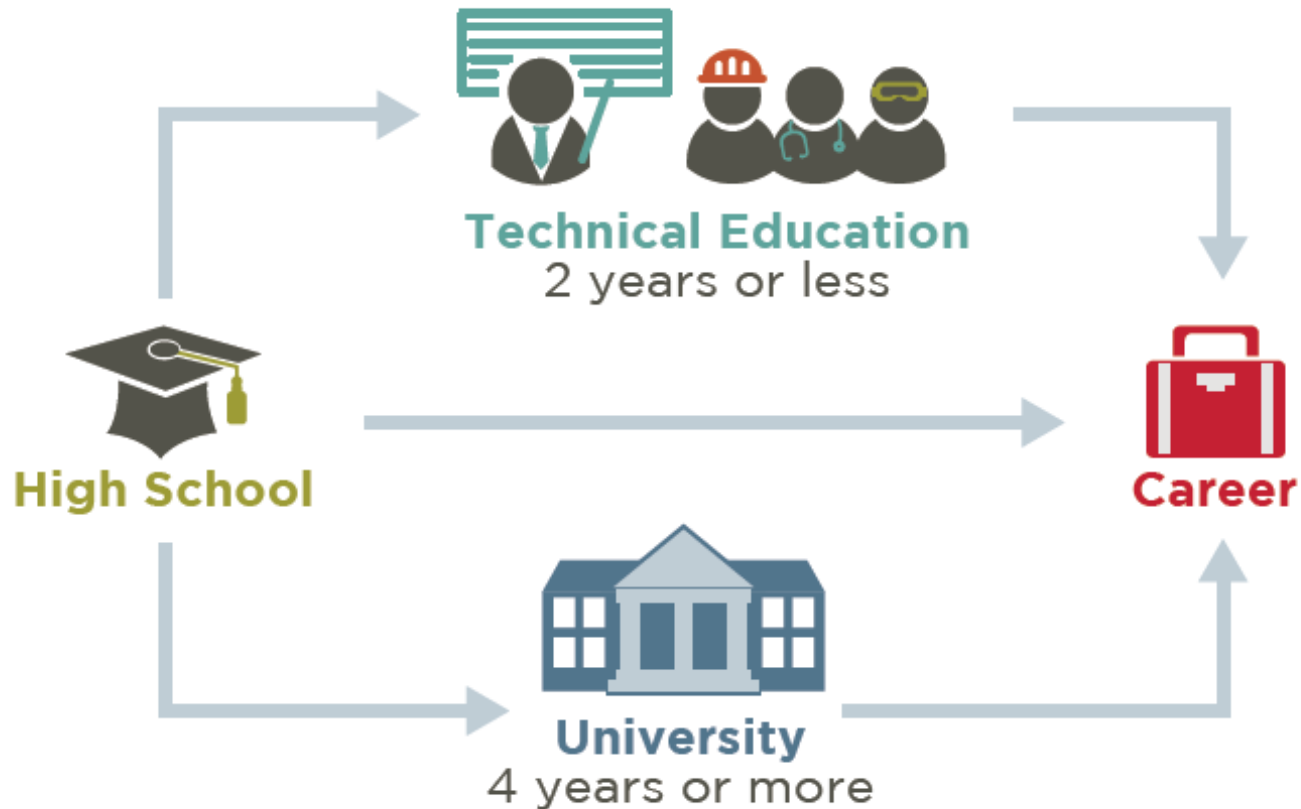 Technical Education
2 years or less
High School
Career
University
4 years or more